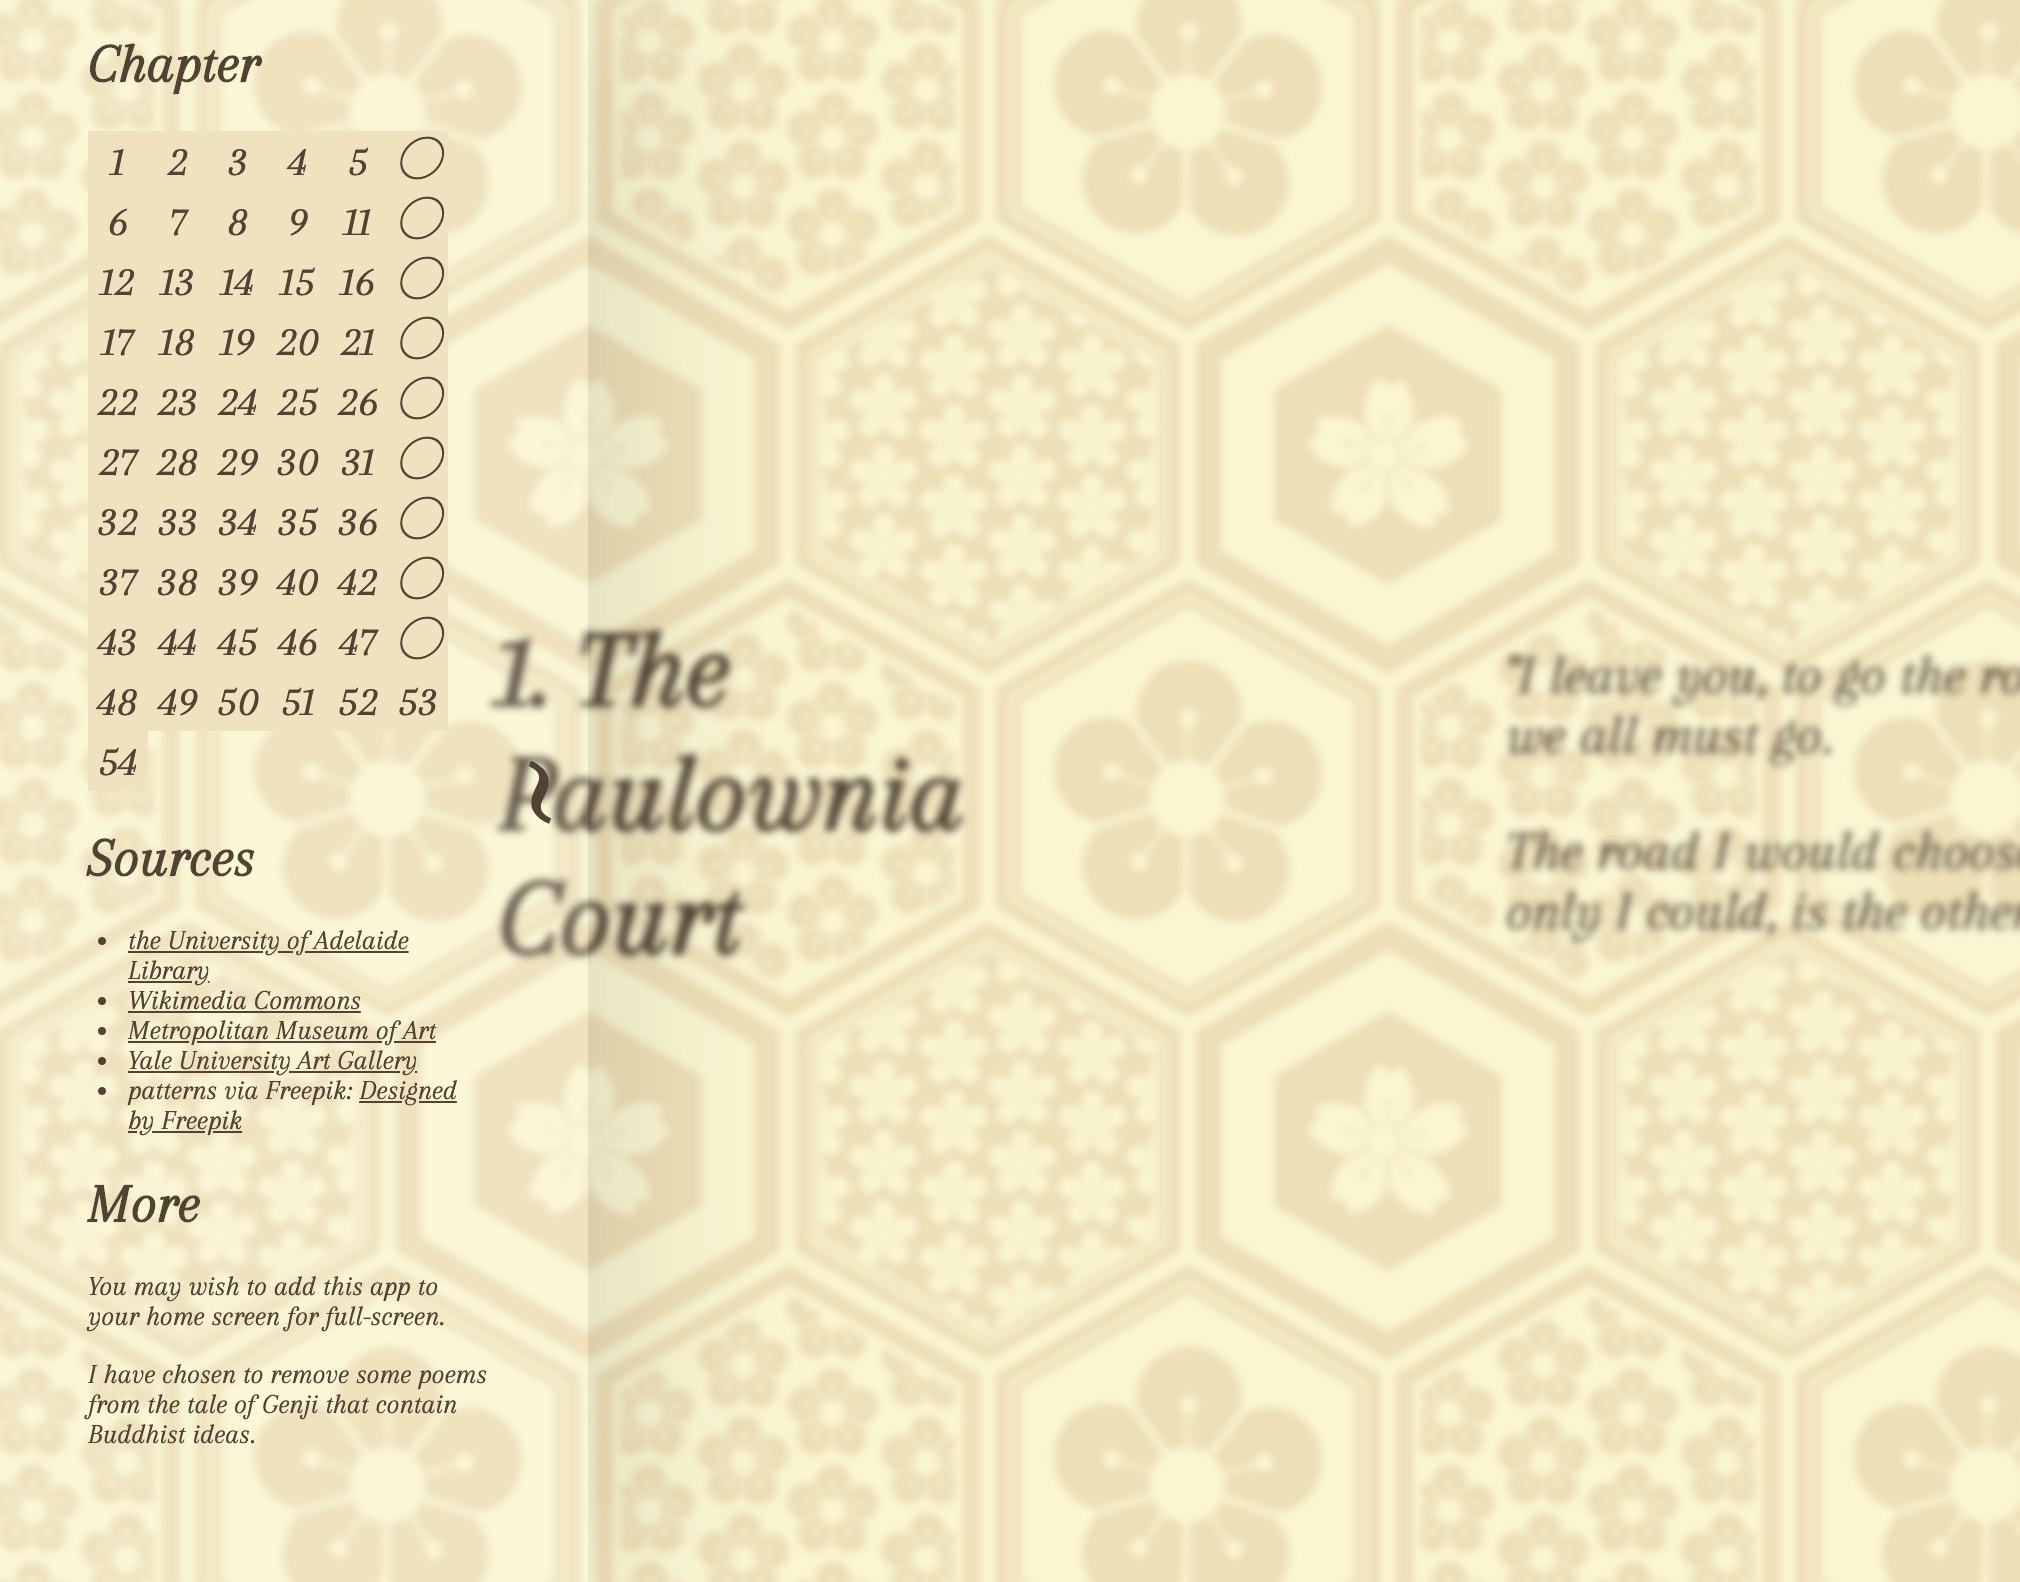 Chapter
1 2 3 4 5
6 7 8 9 11
12 13 14 15 16
17 18 19 20 21
22 23 24 25 26
27 28 29 30 31
32 33 34 35 36
37 38 39 40 42
43 44 45 46 47
48 49 50 51 52 53
54
Sources
• the University of Adelaide
Library
• Wikimedia Commons
• Metropolitan Museum of Art
• Yale University Art Gallery
• patterns via Freepik: Designed
by Freepik
More
You may wish to add this app to
your home screen for full-screen.
I have chosen to remove some poems
from the tale of Genji that contain
Buddhist ideas.
1. The
Paulownia
Court
"I leave you, to go the
we all must go.
The road I would
only I could, is the